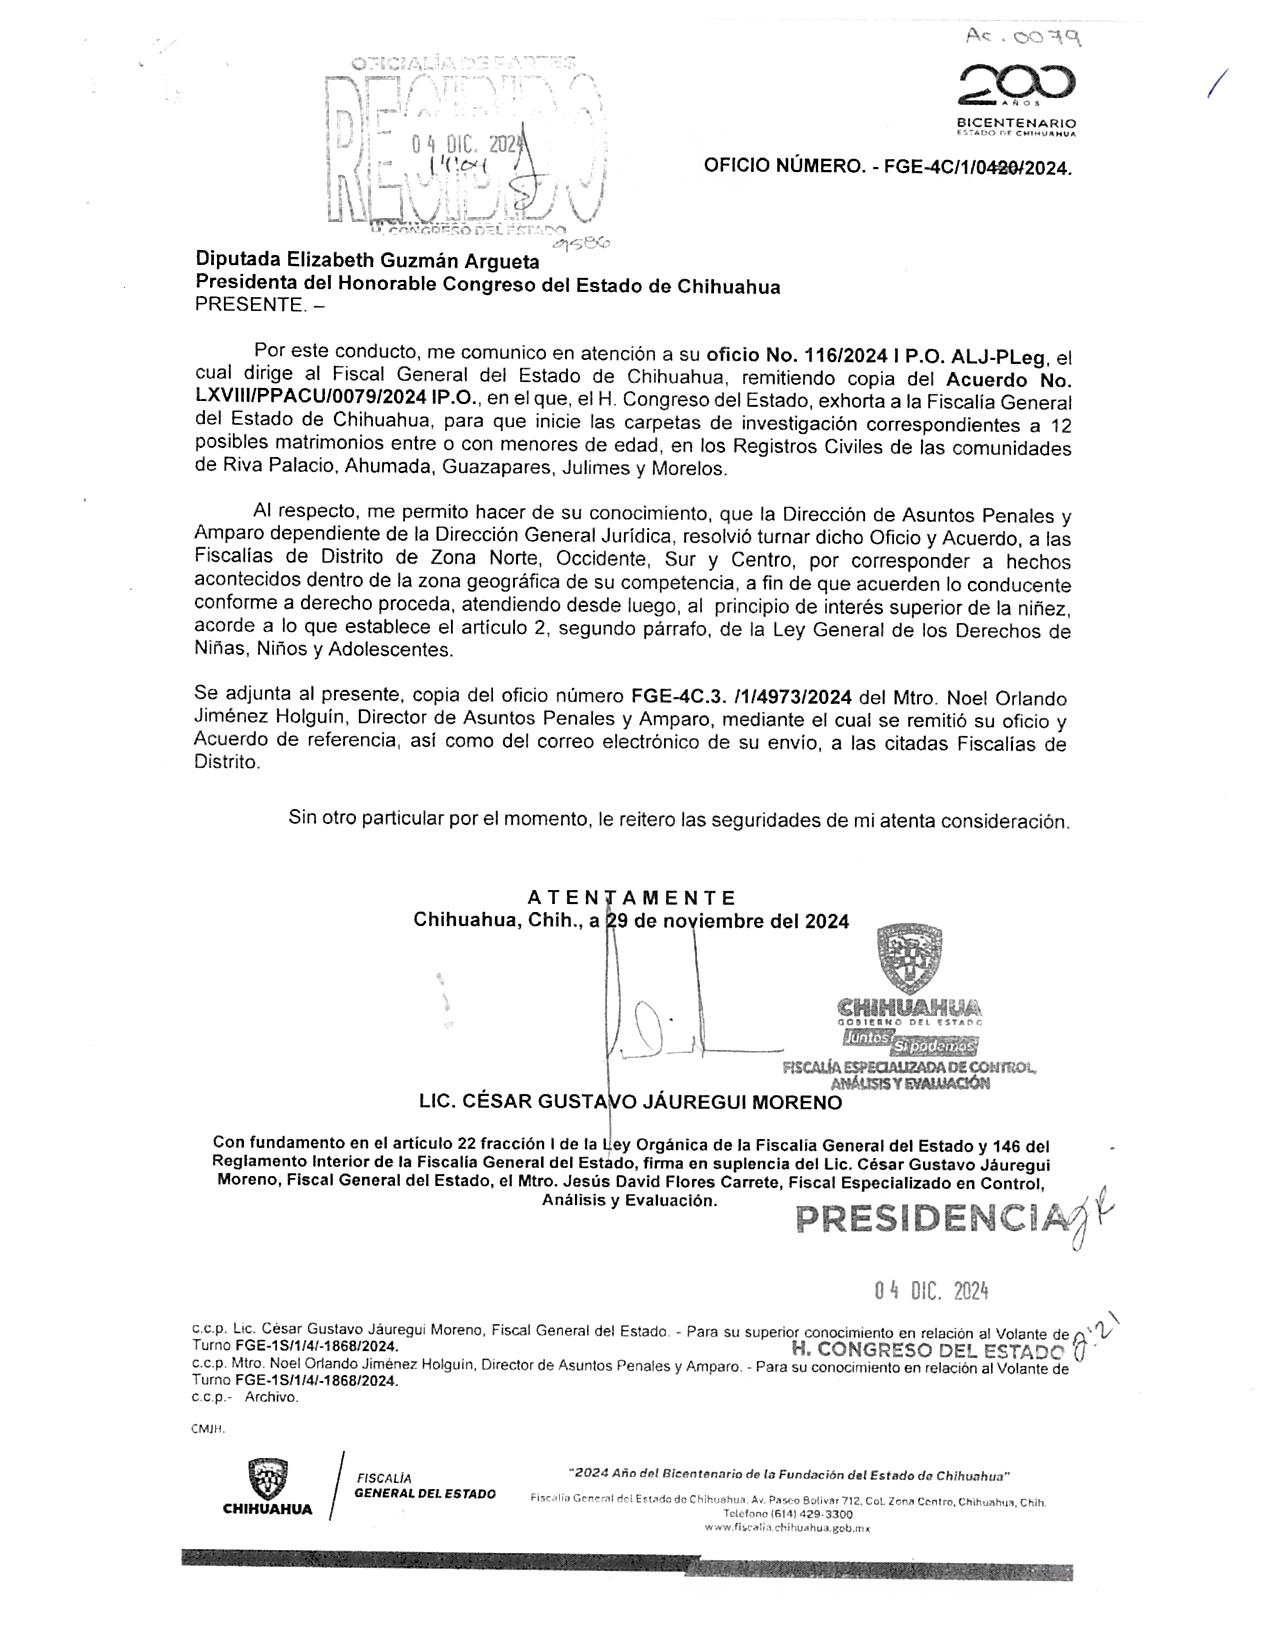 Ac. 0079
OFICIALÍA DE PARTES
RECIBIDO
04 DIC. 2024
H. CONGRESO DEL ESTADO
9586
200
AÑOS
BICENTENARIO
ESTADO DE CHIHUAHUA
OFICIO NÚMERO. - FGE-4C/1/0420/2024.
Diputada Elizabeth Guzmán Argueta
Presidenta del Honorable Congreso del Estado de Chihuahua
PRESENTE. –
Por este conducto, me comunico en atención a su oficio No. 116/2024 I P.O. ALJ-PLeg, el
cual dirige al Fiscal General del Estado de Chihuahua, remitiendo copia del Acuerdo No.
LXVIII/PPACU/0079/2024 IP.O., en el que, el H. Congreso del Estado, exhorta a la Fiscalía General
del Estado de Chihuahua, para que inicie las carpetas de investigación correspondientes a 12
posibles matrimonios entre o con menores de edad, en los Registros Civiles de las comunidades
de Riva Palacio, Ahumada, Guazapares, Julimes y Morelos.
Al respecto, me permito hacer de su conocimiento, que la Dirección de Asuntos Penales y
Amparo dependiente de la Dirección General Jurídica, resolvió turnar dicho Oficio y Acuerdo, a las
Fiscalías de Distrito de Zona Norte, Occidente, Sur y Centro, por corresponder a hechos
acontecidos dentro de la zona geográfica de su competencia, a fin de que acuerden lo conducente
conforme a derecho proceda, atendiendo desde luego, al principio de interés superior de la niñez,
acorde a lo que establece el artículo 2, segundo párrafo, de la Ley General de los Derechos de
Niñas, Niños y Adolescentes.
Se adjunta al presente, copia del oficio número FGE-4C.3. /1/4973/2024 del Mtro. Noel Orlando
Jiménez Holguín, Director de Asuntos Penales y Amparo, mediante el cual se remitió su oficio y
Acuerdo de referencia, así como del correo electrónico de su envío, a las citadas Fiscalías de
Distrito.
Sin otro particular por el momento, le reitero las seguridades de mi atenta consideración.
A T E N T A M E N T E
Chihuahua, Chih., a 29 de noviembre del 2024
CHIHUAHUA
GOBIERNO DEL ESTADO
Juntos
Sí podemos
FISCALÍA ESPECIALIZADA DE CONTROL,
ANÁLISIS Y EVALUACIÓN
LIC. CÉSAR GUSTAVO JÁUREGUI MORENO
Con fundamento en el artículo 22 fracción I de la Ley Orgánica de la Fiscalía General del Estado y 146 del
Reglamento Interior de la Fiscalía General del Estado, firma en suplencia del Lic. César Gustavo Jáuregui
Moreno, Fiscal General del Estado, el Mtro. Jesús David Flores Carrete, Fiscal Especializado en Control,
Análisis y Evaluación.
PRESIDENCIA
04 DIC. 2024
c.c.p. Lic. César Gustavo Jáuregui Moreno, Fiscal General del Estado. - Para su superior conocimiento en relación al Volante de
Turno FGE-1S/1/4/-1868/2024.
H. CONGRESO DEL ESTADO
c.c.p. Mtro. Noel Orlando Jiménez Holguin, Director de Asuntos Penales y Amparo. - Para su conocimiento en relación al Volante de
Turno FGE-1S/1/4/-1868/2024.
c.c.p.- Archivo.
CMJH.
CHIHUAHUA
FISCALÍA
GENERAL DEL ESTADO
"2024 Año del Bicentenario de la Fundación del Estado de Chihuahua"
Fiscalía General del Estado de Chihuahua, Av. Paseo Bolívar 712, Col. Zona Centro, Chihuahua, Chih.
Teléfono (614) 429-3300
www.fiscalia.chihuahua.gob.mx